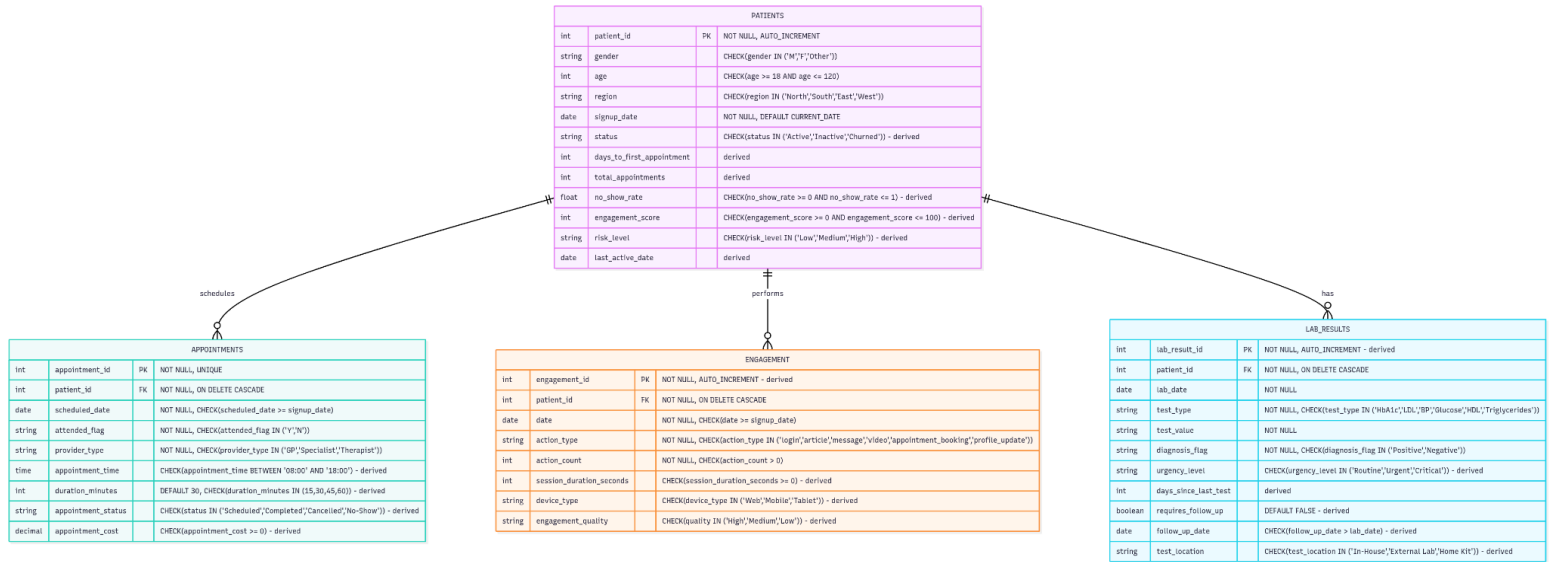 PATIENTS
int patient_id PK NOT NULL, AUTO_INCREMENT
string gender CHECK(gender IN ('M','F','Other'))
int age CHECK(age >= 18 AND age <= 120)
string region CHECK(region IN ('North','South','East','West'))
date signup_date NOT NULL, DEFAULT CURRENT_DATE
string status CHECK(status IN ('Active','Inactive','Churned')) - derived
int days_to_first_appointment derived
int total_appointments derived
float no_show_rate CHECK(no_show_rate >= 0 AND no_show_rate <= 1) - derived
int engagement_score CHECK(engagement_score >= 0 AND engagement_score <= 100) - derived
string risk_level CHECK(risk_level IN ('Low','Medium','High')) - derived
date last_active_date derived
schedules
performs
has
APPOINTMENTS
int appointment_id PK NOT NULL, UNIQUE
int patient_id FK NOT NULL, ON DELETE CASCADE
date scheduled_date NOT NULL, CHECK(scheduled_date >= signup_date)
string attended_flag NOT NULL, CHECK(attended_flag IN ('Y','N'))
string provider_type NOT NULL, CHECK(provider_type IN ('GP','Specialist','Therapist'))
time appointment_time CHECK(appointment_time BETWEEN '08:00' AND '18:00') - derived
int duration_minutes DEFAULT 30, CHECK(duration_minutes IN (15,30,45,60)) - derived
string appointment_status CHECK(status IN ('Scheduled','Completed','Cancelled','No-Show')) - derived
decimal appointment_cost CHECK(appointment_cost >= 0) - derived
ENGAGEMENT
int engagement_id PK NOT NULL, AUTO_INCREMENT - derived
int patient_id FK NOT NULL, ON DELETE CASCADE
date date NOT NULL, CHECK(date >= signup_date)
string action_type NOT NULL, CHECK(action_type IN ('login','article','message','video','appointment_booking','profile_update'))
int action_count NOT NULL, CHECK(action_count > 0)
int session_duration_seconds CHECK(session_duration_seconds >= 0) - derived
string device_type CHECK(device_type IN ('Web','Mobile','Tablet')) - derived
string engagement_quality CHECK(quality IN ('High','Medium','Low')) - derived
LAB_RESULTS
int lab_result_id PK NOT NULL, AUTO_INCREMENT - derived
int patient_id FK NOT NULL, ON DELETE CASCADE
date lab_date NOT NULL
string test_type NOT NULL, CHECK(test_type IN ('HbA1c','LDL','BP','Glucose','HDL','Triglycerides'))
string test_value NOT NULL
string diagnosis_flag NOT NULL, CHECK(diagnosis_flag IN ('Positive','Negative'))
string urgency_level CHECK(urgency_level IN ('Routine','Urgent','Critical')) - derived
int days_since_last_test derived
boolean requires_follow_up DEFAULT FALSE - derived
date follow_up_date CHECK(follow_up_date > lab_date) - derived
string test_location CHECK(test_location IN ('In-House','External Lab','Home Kit')) - derived